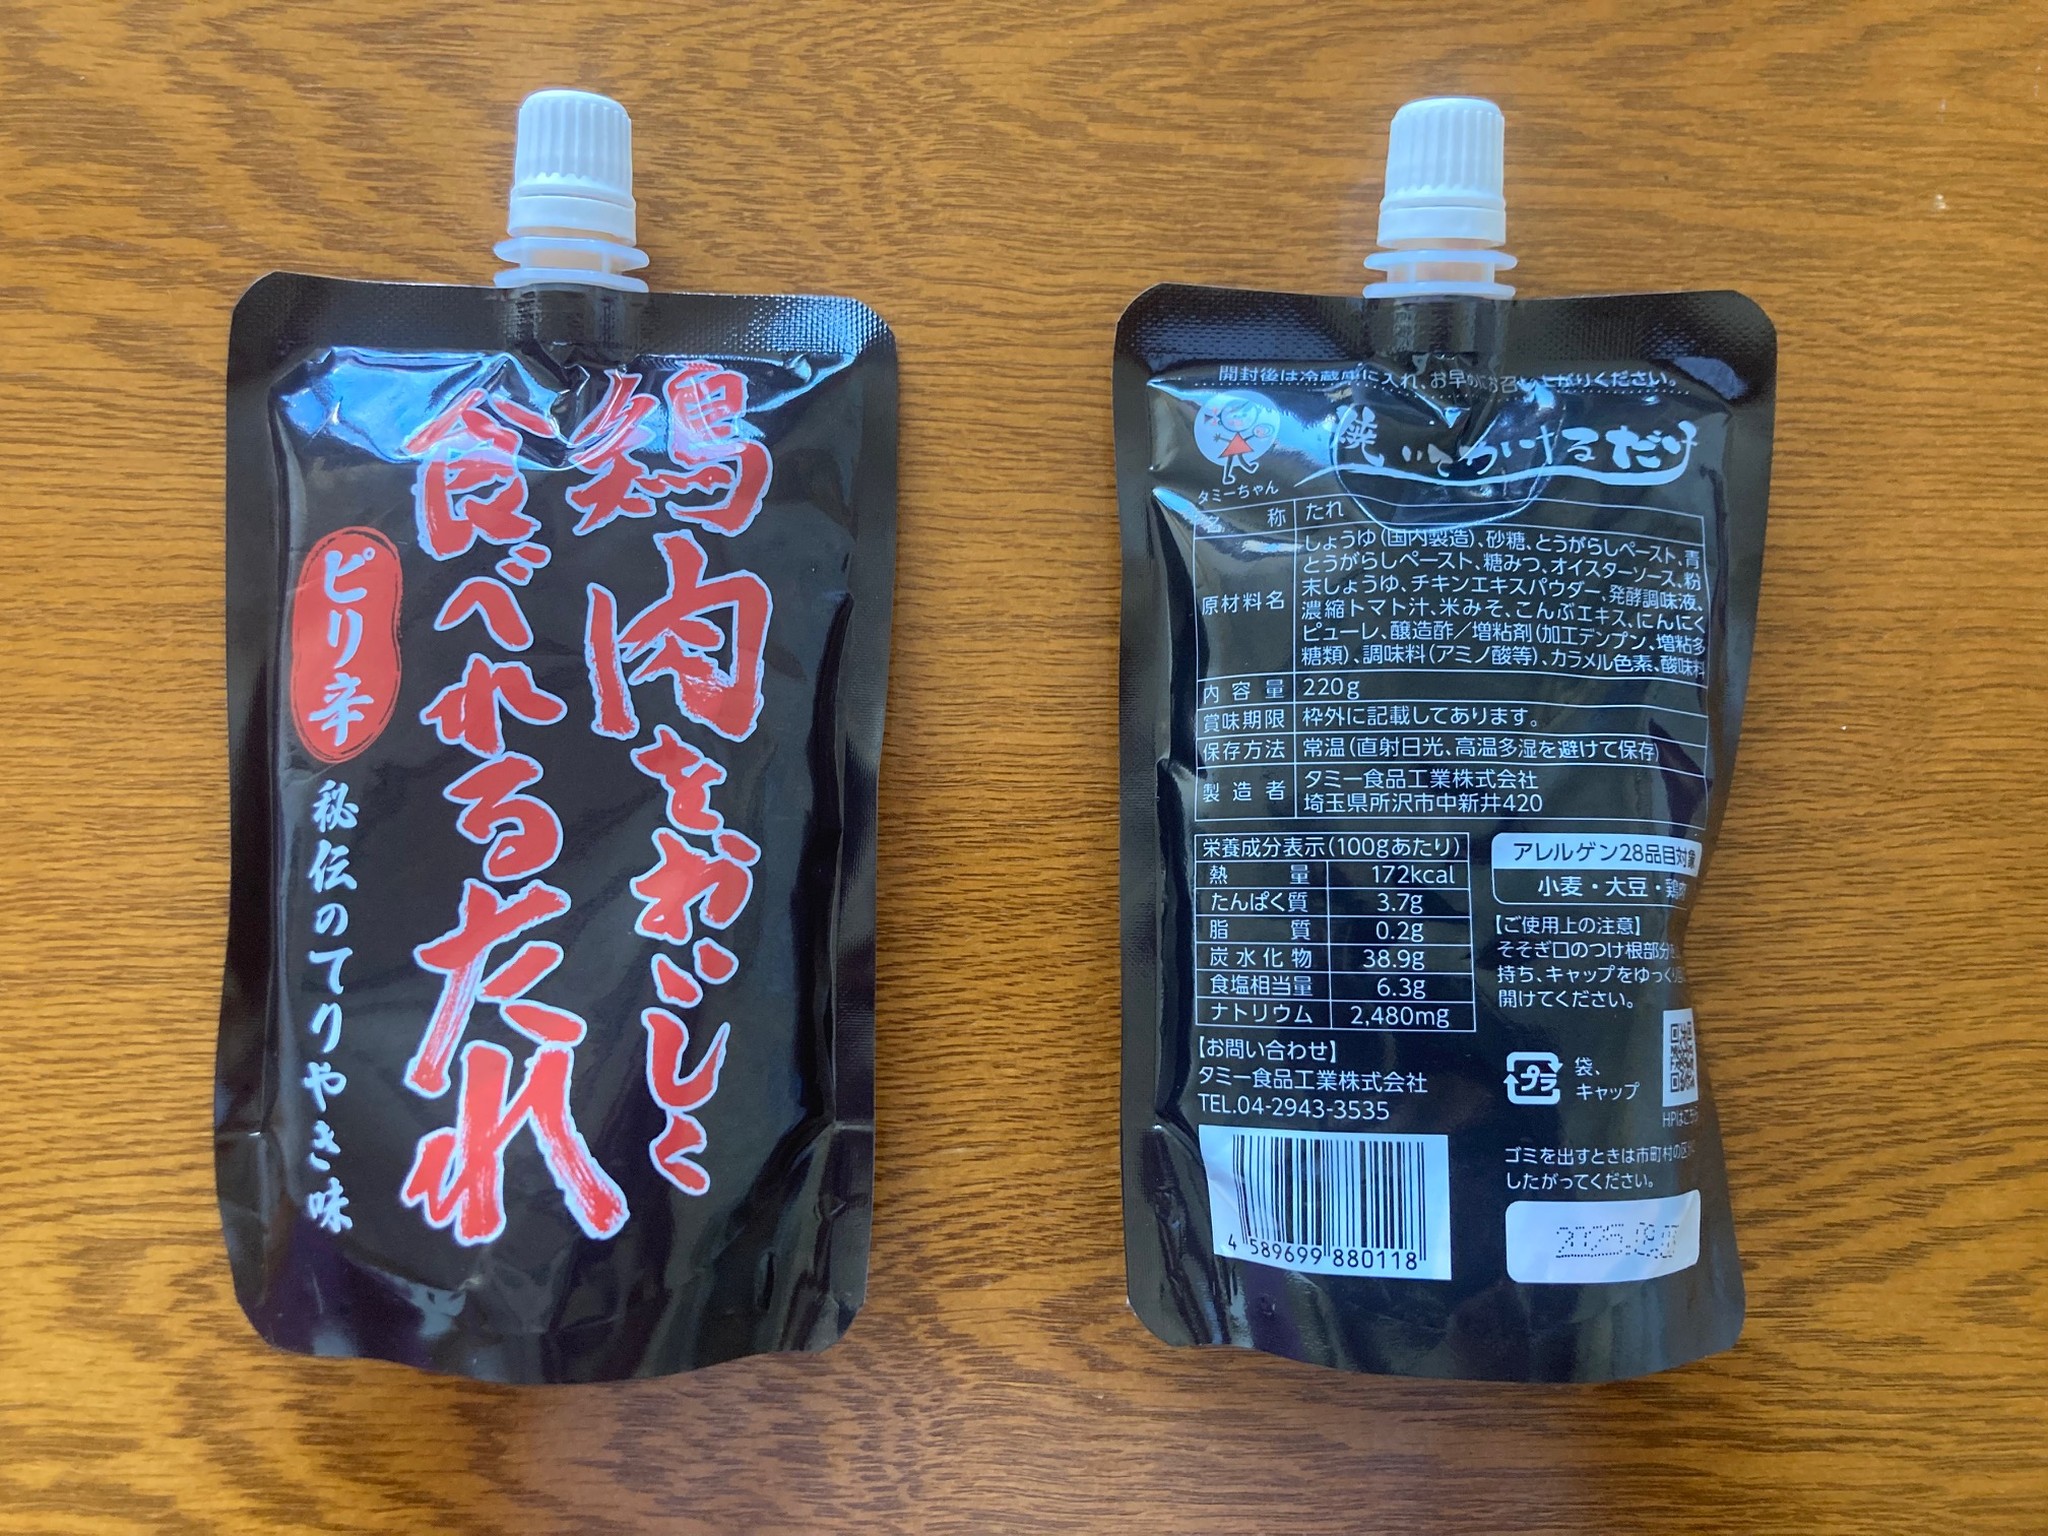 鶏肉をおいしく
食べれるたれ
ピリ辛
秘伝のてりやき味
開封後は冷蔵庫に入れ、お早めにお召し上がりください。
タミーちゃん
焼いてかけるだけ
名称 たれ
原材料名 しょうゆ(国内製造)、砂糖、とうがらしペースト、青
とうがらしペースト、糖みつ、オイスターソース、粉
末しょうゆ、チキンエキスパウダー、発酵調味液、
濃縮トマト汁、米みそ、こんぶエキス、にんにく
ピューレ、醸造酢/増粘剤(加工デンプン、増粘多
糖類)、調味料(アミノ酸等)、カラメル色素、酸味料
内容量 220g
賞味期限 枠外に記載してあります。
保存方法 常温(直射日光、高温多湿を避けて保存)
製造者 タミー食品工業株式会社
埼玉県所沢市中新井420
栄養成分表示(100gあたり)
熱量 172kcal
たんぱく質 3.7g
脂質 0.2g
炭水化物 38.9g
食塩相当量 6.3g
ナトリウム 2,480mg
アレルゲン28品目対象
小麦・大豆・鶏肉
【ご使用上の注意】
そそぎ口のつけ根部分を
持ち、キャップをゆっくり
開けてください。
【お問い合わせ】
タミー食品工業株式会社
TEL.04-2943-3535
プラ
袋、
キャップ
HPはこちら
ゴミを出すときは市町村の区分に
したがってください。
4 589699 880118
2025.